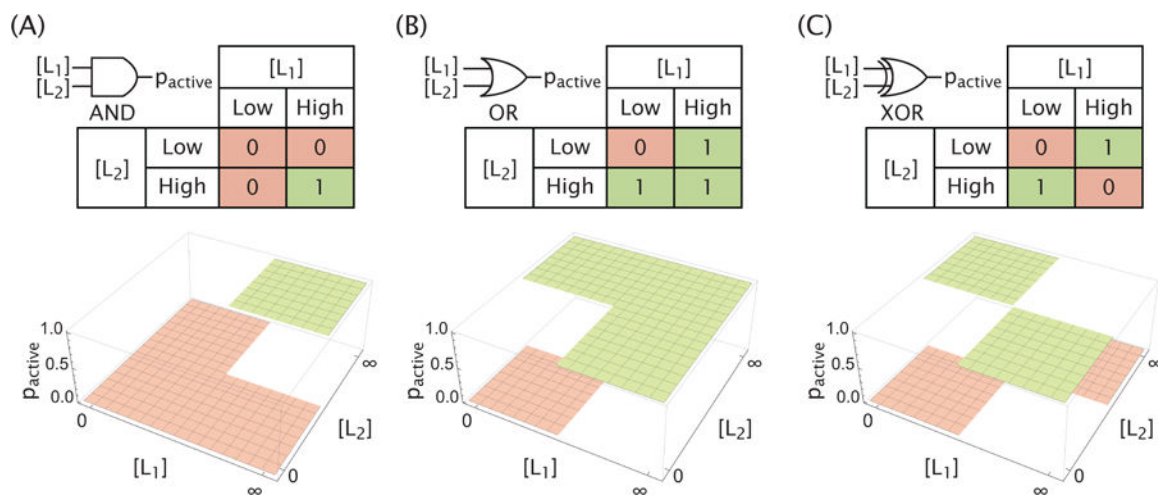 (A)
[L1]
[L2]
pactive
AND
[L1]
Low High
[L2]
Low 0 0
High 0 1
pactive
1.0
0.5
0.0
0
[L1]
∞
0
[L2]
∞
(B)
[L1]
[L2]
pactive
OR
[L1]
Low High
[L2]
Low 0 1
High 1 1
pactive
1.0
0.5
0.0
0
[L1]
∞
0
[L2]
∞
(C)
[L1]
[L2]
pactive
XOR
[L1]
Low High
[L2]
Low 0 1
High 1 0
pactive
1.0
0.5
0.0
0
[L1]
∞
0
[L2]
∞